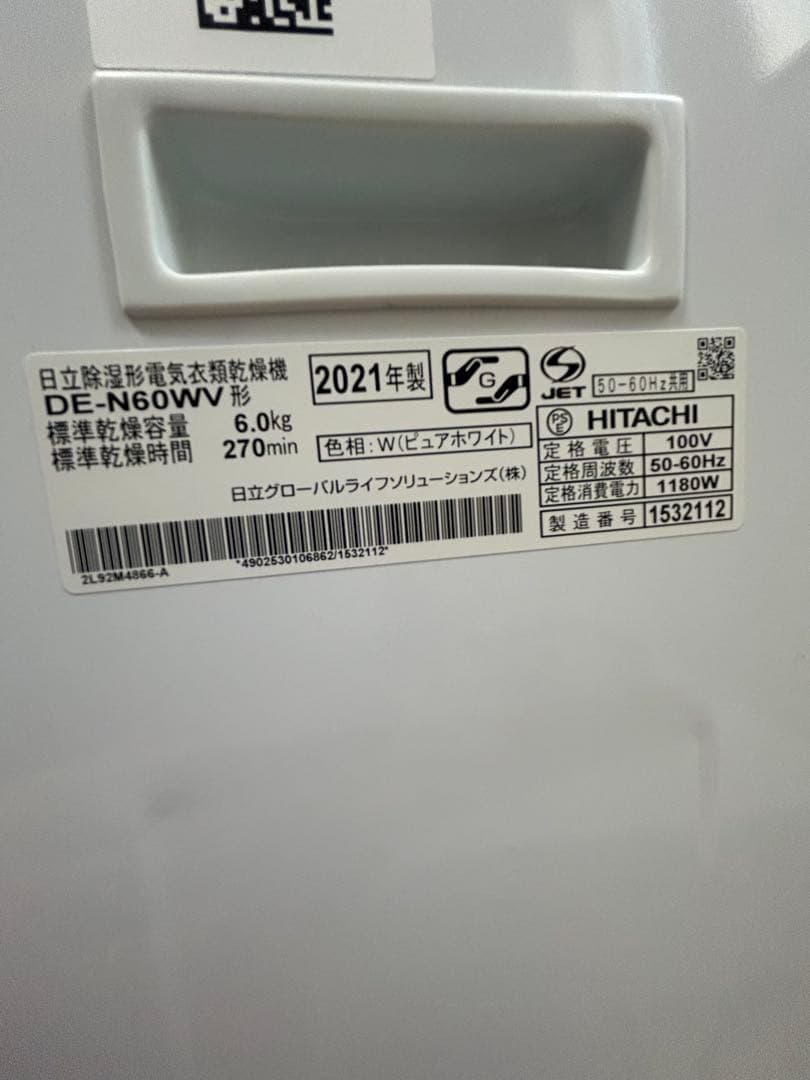 日立除湿形電気衣類乾燥機
DE-N60WV形
標準乾燥容量 6.0kg
標準乾燥時間 270min
2021年製
色相:W(ピュアホワイト)
日立グローバルライフソリューションズ(株)
2L92M4866-A
*4902530106862/1532112*
G
S
JET
50-60Hz共用
PS
E
HITACHI
定格電圧 100V
定格周波数 50-60Hz
定格消費電力 1180W
製造番号 1532112